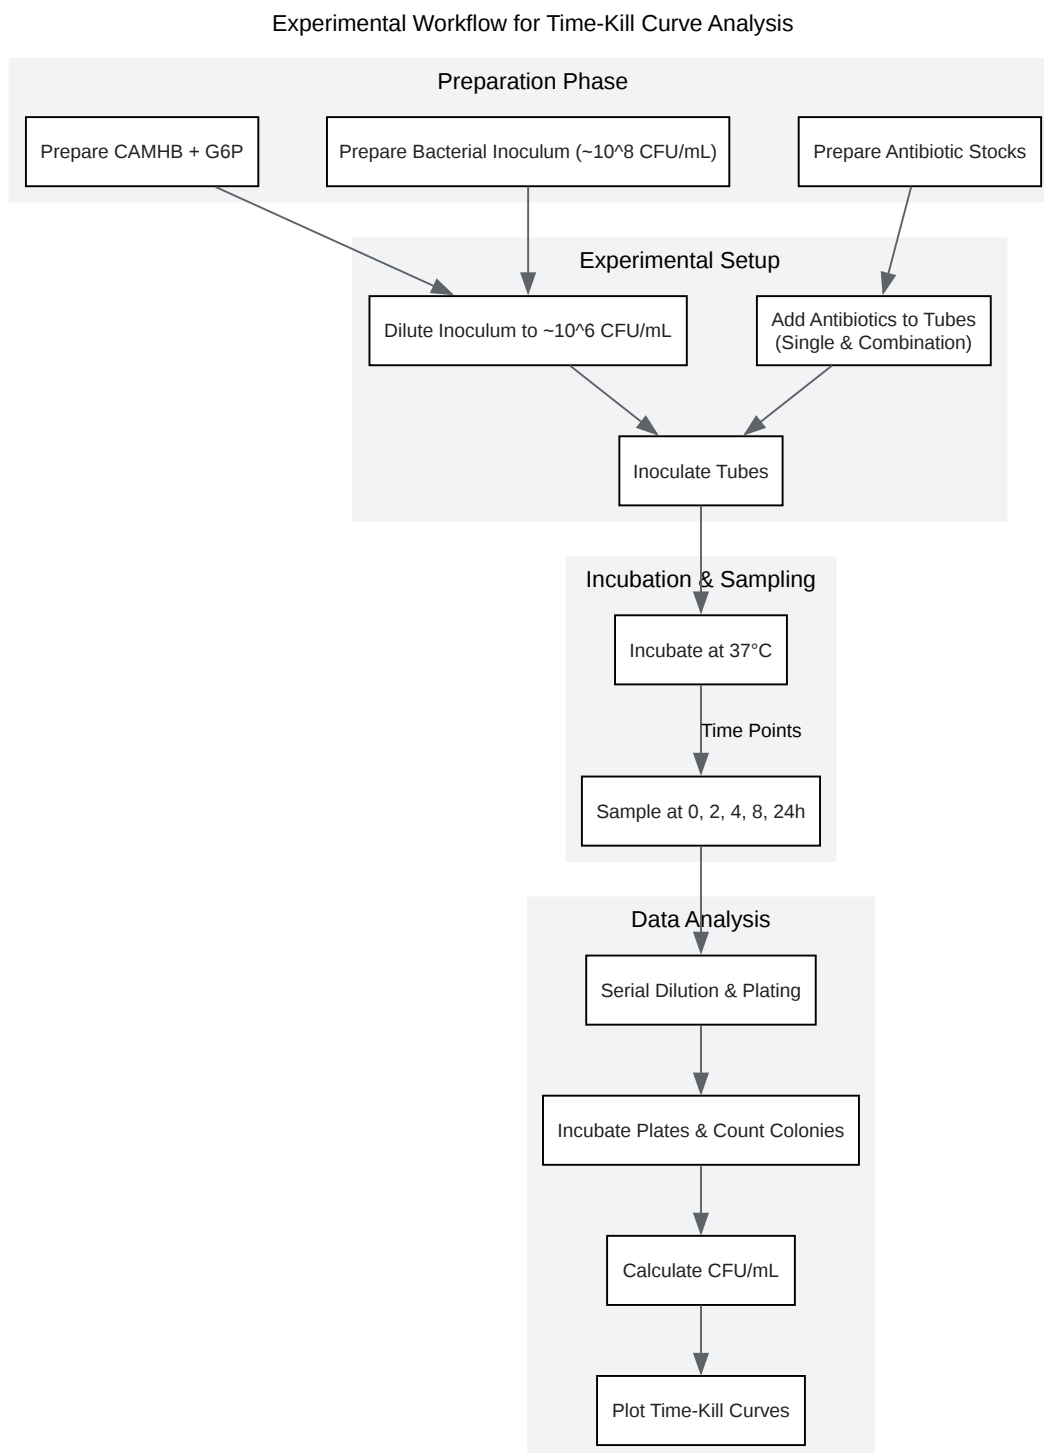 Experimental Workflow for Time-Kill Curve Analysis
Preparation Phase
Prepare CAMHB + G6P
Prepare Bacterial Inoculum (~10^8 CFU/mL)
Prepare Antibiotic Stocks
Experimental Setup
Dilute Inoculum to ~10^6 CFU/mL
Add Antibiotics to Tubes
(Single & Combination)
Inoculate Tubes
Incubation & Sampling
Incubate at 37°C
Time Points
Sample at 0, 2, 4, 8, 24h
Data Analysis
Serial Dilution & Plating
Incubate Plates & Count Colonies
Calculate CFU/mL
Plot Time-Kill Curves